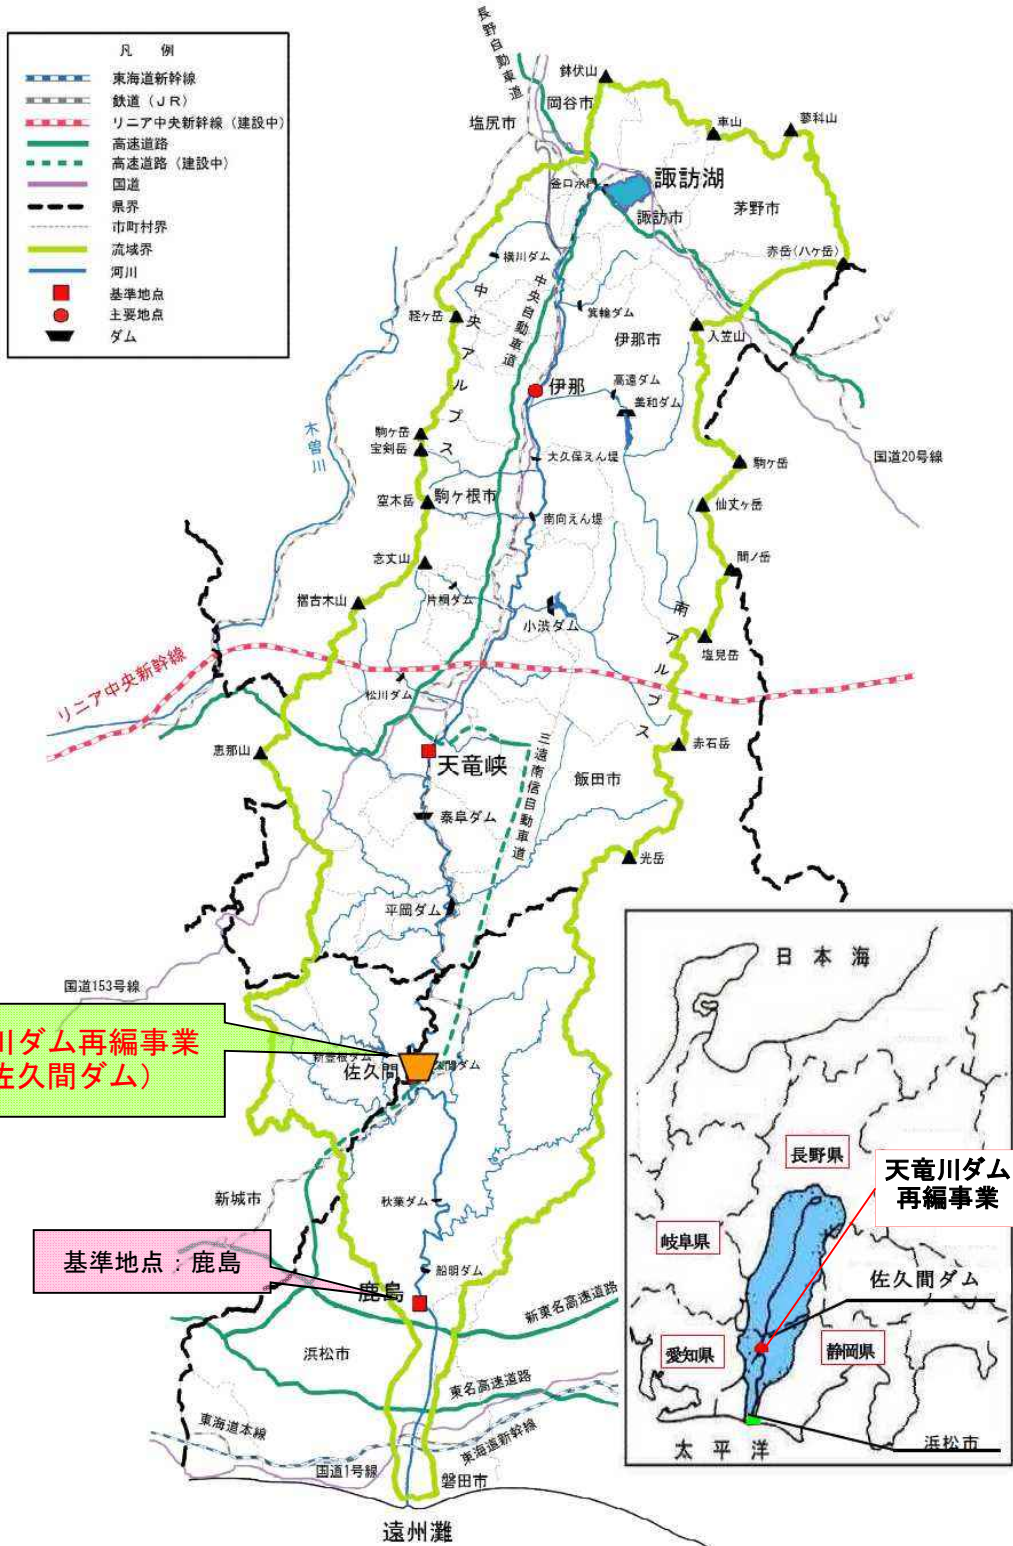 凡 例
東海道新幹線
鉄道(JR)
リニア中央新幹線(建設中)
高速道路
高速道路(建設中)
国道
県界
市町村界
流域界
河川
基準地点
主要地点
ダム
長野自動車道
鉢伏山
岡谷市
塩尻市
車山
蓼科山
釜口水門
諏訪湖
諏訪市
茅野市
赤岳(八ヶ岳)
横川ダム
中央自動車道
中央アルプス
箕輪ダム
経ヶ岳
伊那市
入笠山
伊那
高遠ダム
美和ダム
木曽川
駒ヶ岳
宝剣岳
大久保えん堤
国道20号線
駒ヶ岳
空木岳
駒ヶ根市
南向えん堤
仙丈ヶ岳
念丈山
間ノ岳
片桐ダム
摺古木山
小渋ダム
南アルプス
塩見岳
リニア中央新幹線
松川ダム
恵那山
天竜峡
三遠南信自動車道
赤石岳
飯田市
泰阜ダム
光岳
平岡ダム
国道153号線
川ダム再編事業
佐久間ダム)
新豊根ダム
佐久間
新城市
秋葉ダム
基準地点:鹿島
船明ダム
鹿島
新東名高速道路
浜松市
東名高速道路
東海道本線
東海道新幹線
国道1号線
磐田市
遠州灘
日本海
長野県
天竜川ダム
再編事業
岐阜県
佐久間ダム
愛知県
静岡県
浜松市
太平洋